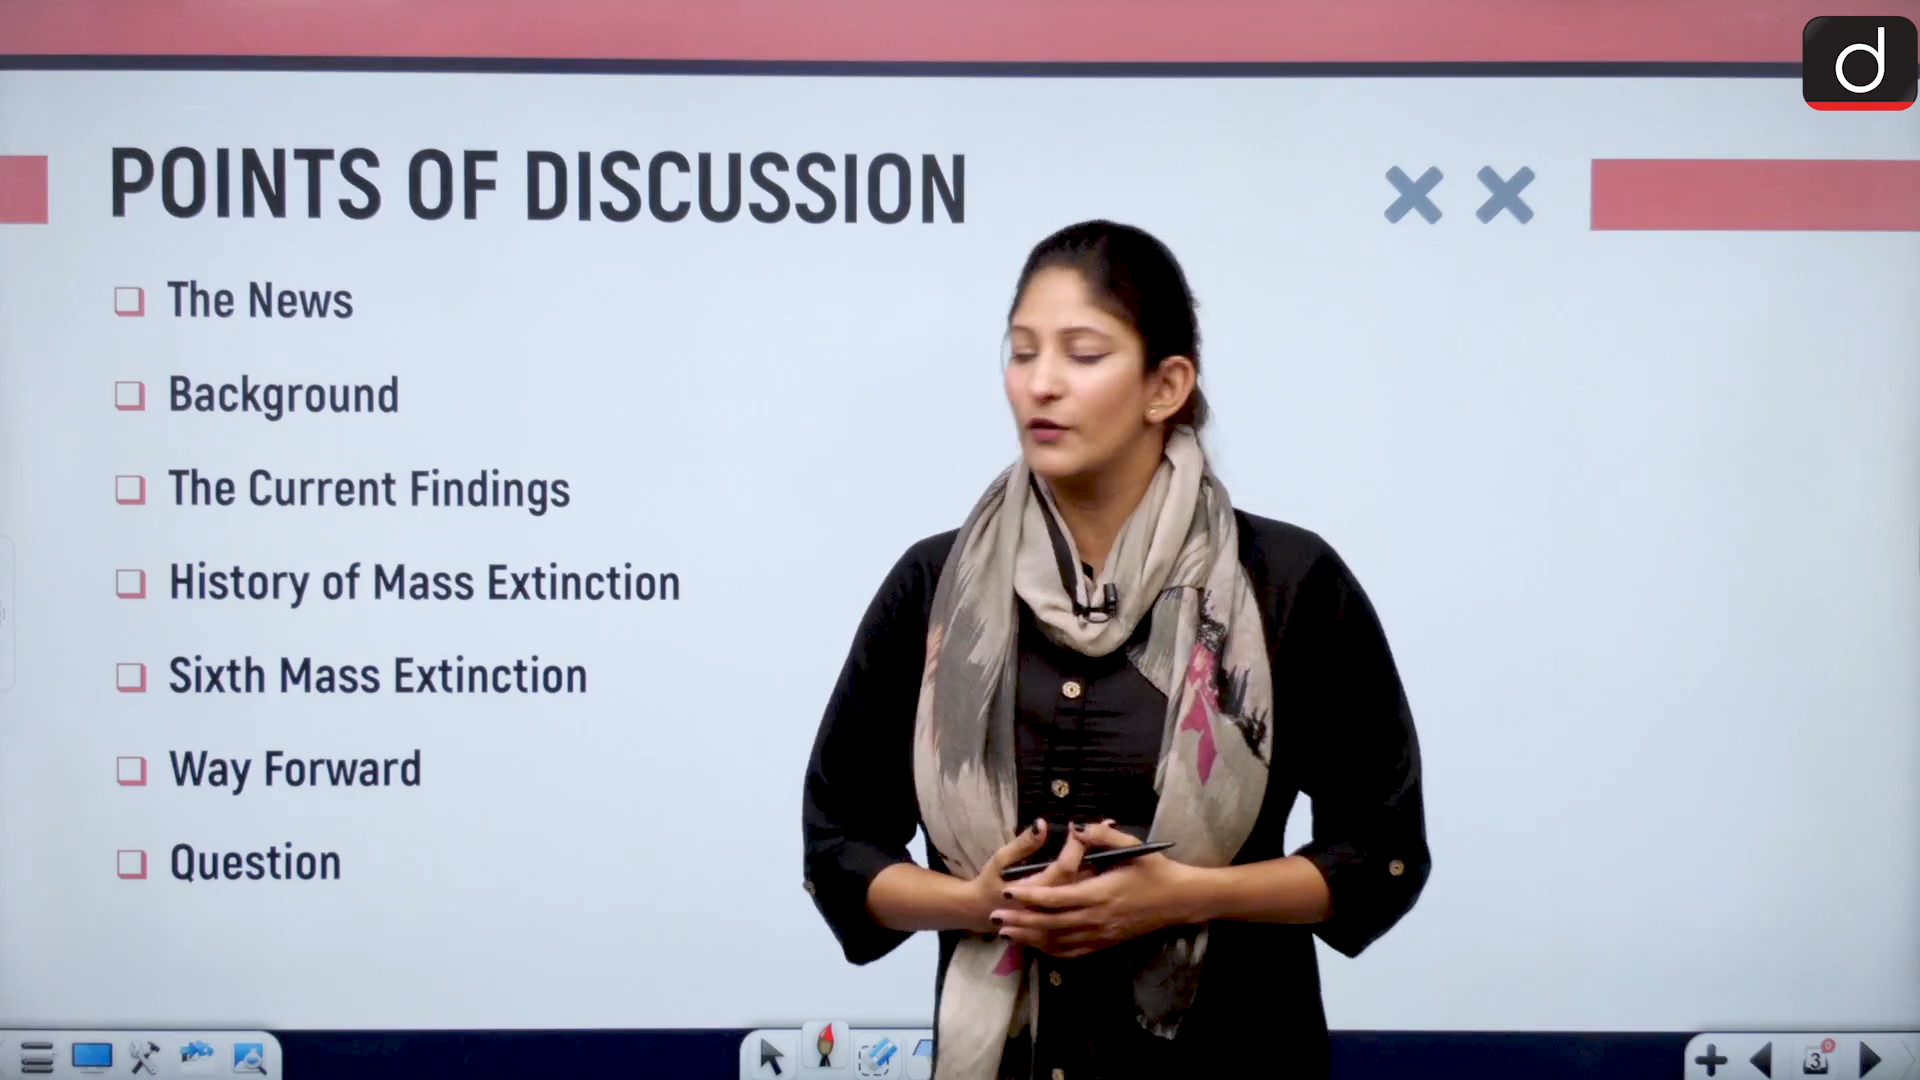 d
POINTS OF DISCUSSION
The News
Background
The Current Findings
History of Mass Extinction
Sixth Mass Extinction
Way Forward
Question
3